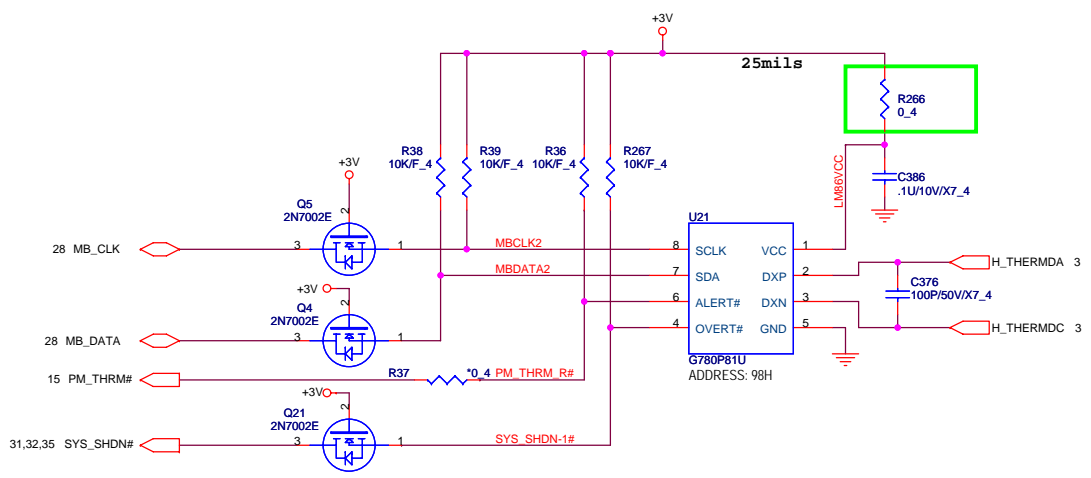 +3V
25mils
R266
0_4
R38
10K/F_4
R39
10K/F_4
R36
10K/F_4
R267
10K/F_4
LM86VCC
C386
.1U/10V/X7_4
+3V
Q5
2N7002E
2
28 MB_CLK
3
1
MBCLK2
U21
8 SCLK
VCC 1
MBDATA2
7 SDA
DXP 2
H_THERMDA 3
C376
100P/50V/X7_4
6 ALERT#
DXN 3
4 OVERT#
GND 5
H_THERMDC 3
G780P81U
ADDRESS: 98H
+3V
Q4
2N7002E
2
28 MB_DATA
3
1
15 PM_THRM#
R37
*0_4
PM_THRM_R#
+3V
Q21
2N7002E
2
31,32,35 SYS_SHDN#
3
1
SYS_SHDN-1#